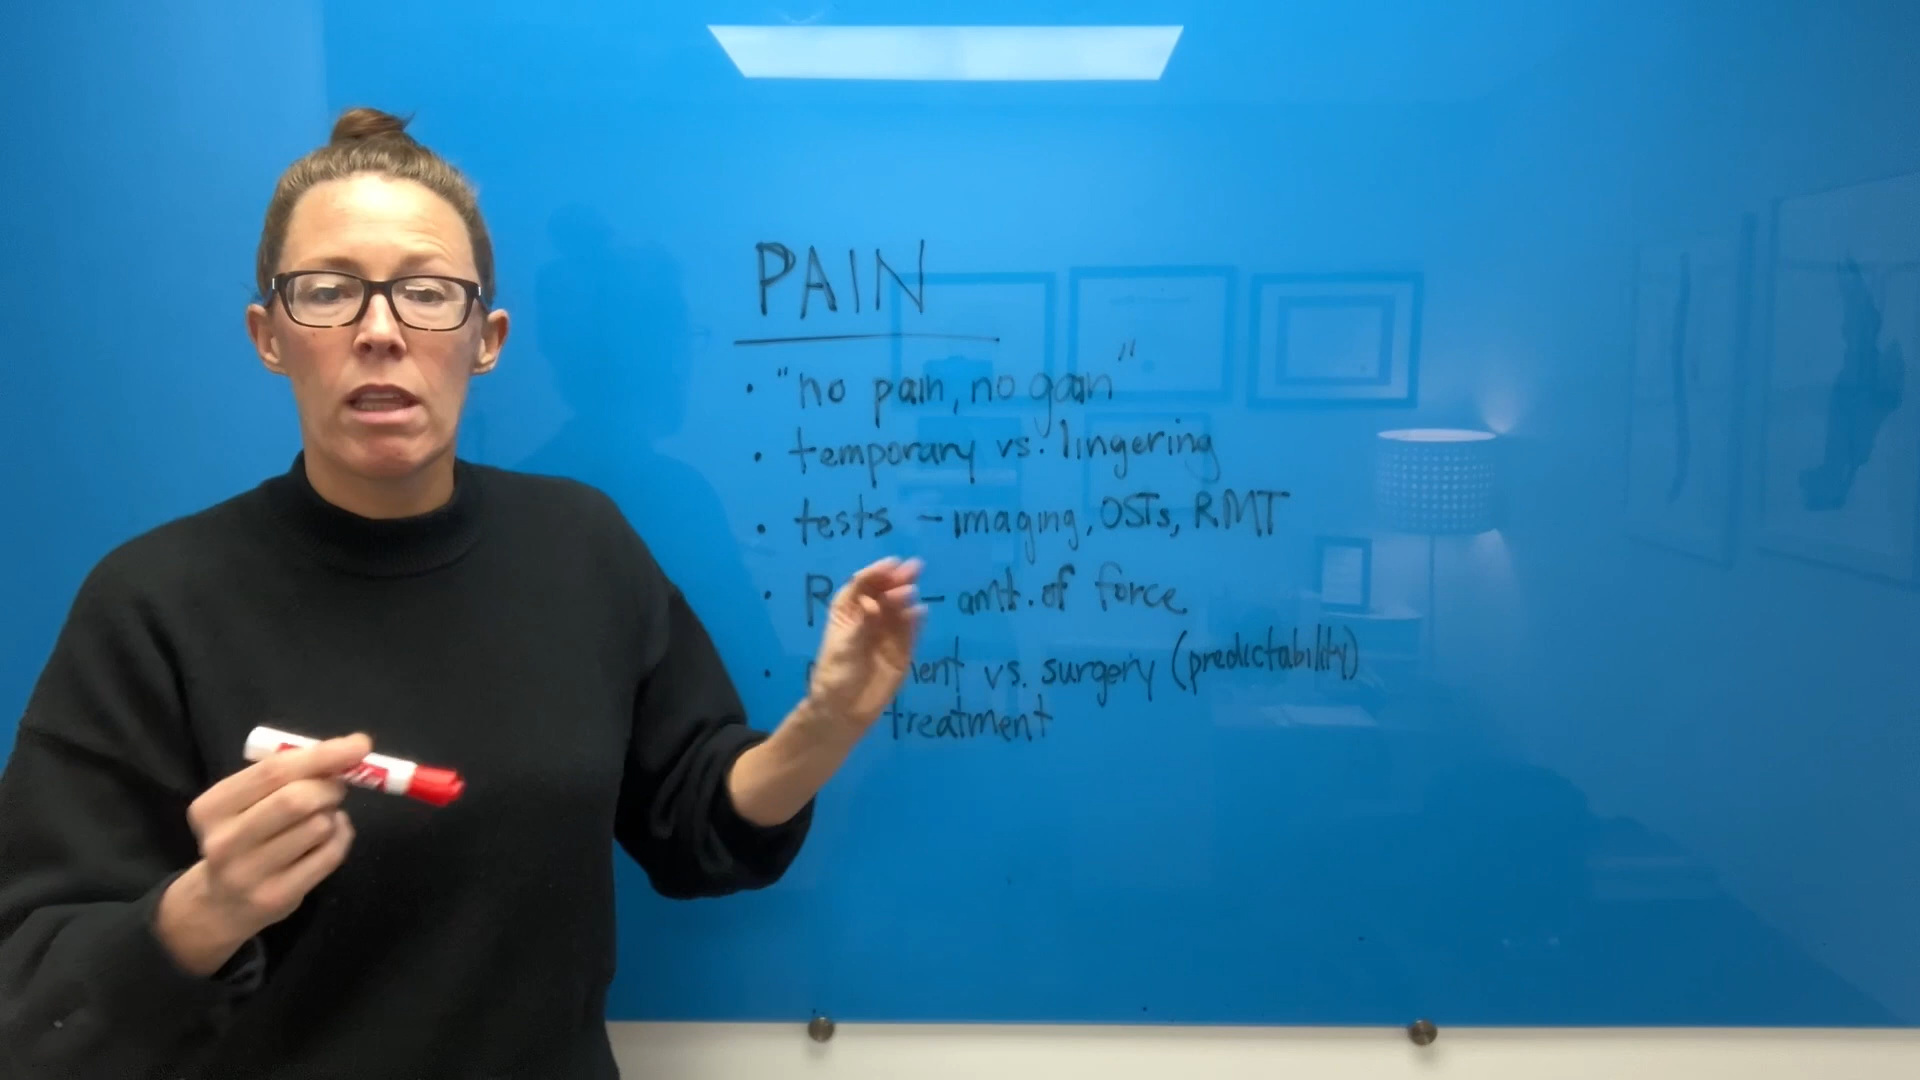 PAIN
• "no pain, no gain"
• temporary vs. lingering
• tests - imaging, OSTs, RMT
• - amt. of force
• vs. surgery (predictability)
treatment